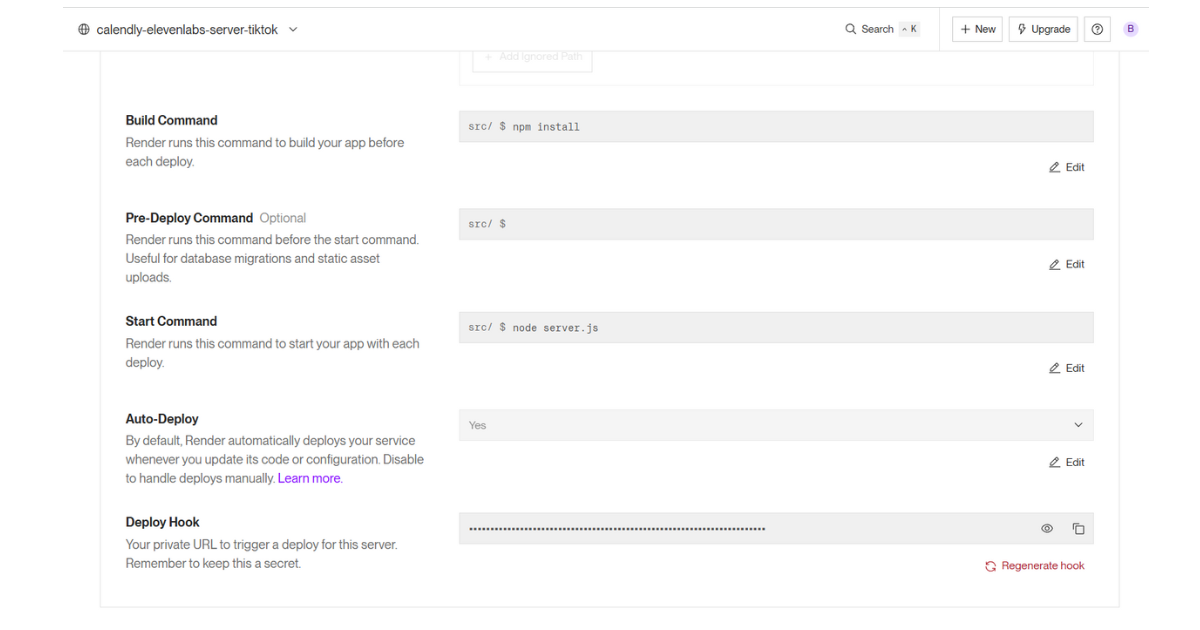 calendly-elevenlabs-server-tiktok
Search ⌃ K
+ New
Upgrade
B
+ Add Ignored Path
Build Command
Render runs this command to build your app before
each deploy.
src/ $ npm install
Edit
Pre-Deploy Command Optional
Render runs this command before the start command.
Useful for database migrations and static asset
uploads.
src/ $
Edit
Start Command
Render runs this command to start your app with each
deploy.
src/ $ node server.js
Edit
Auto-Deploy
By default, Render automatically deploys your service
whenever you update its code or configuration. Disable
to handle deploys manually. Learn more.
Yes
Edit
Deploy Hook
Your private URL to trigger a deploy for this server.
Remember to keep this a secret.
Regenerate hook